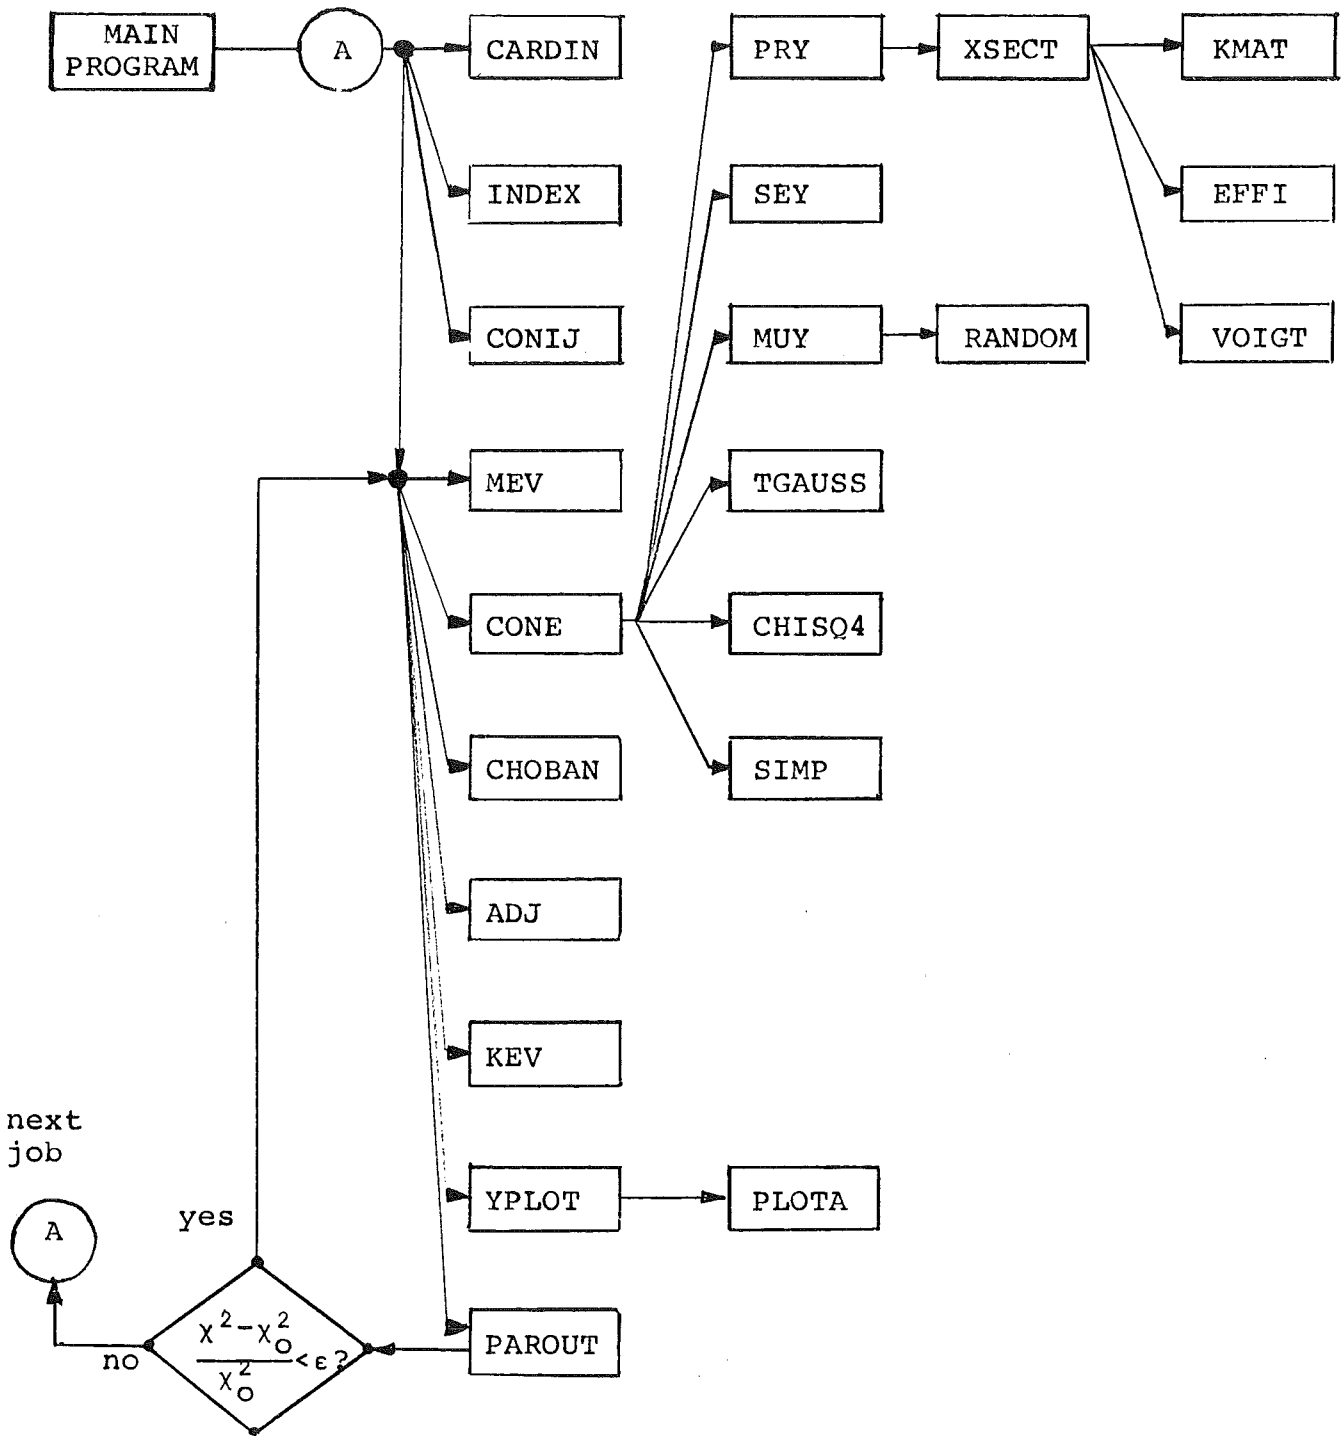 MAIN
PROGRAM
A
CARDIN
PRY
XSECT
KMAT
INDEX
SEY
EFFI
CONIJ
MUY
RANDOM
VOIGT
MEV
TGAUSS
CONE
CHISQ4
CHOBAN
SIMP
ADJ
KEV
next
job
A
yes
YPLOT
PLOTA
no
χ²-χ₀²
/χ₀² <ε?
PAROUT